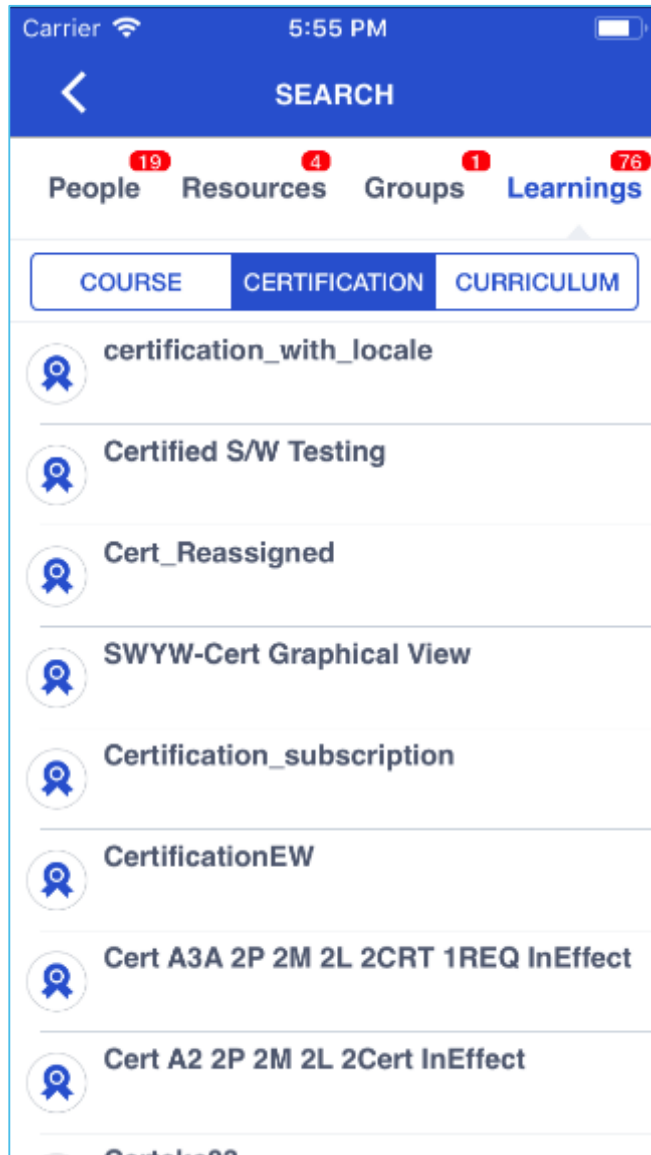 Carrier 5:55 PM
SEARCH
19 4 1 76
People Resources Groups Learnings
COURSE CERTIFICATION CURRICULUM
certification_with_locale
Certified S/W Testing
Cert_Reassigned
SWYW-Cert Graphical View
Certification_subscription
CertificationEW
Cert A3A 2P 2M 2L 2CRT 1REQ InEffect
Cert A2 2P 2M 2L 2Cert InEffect